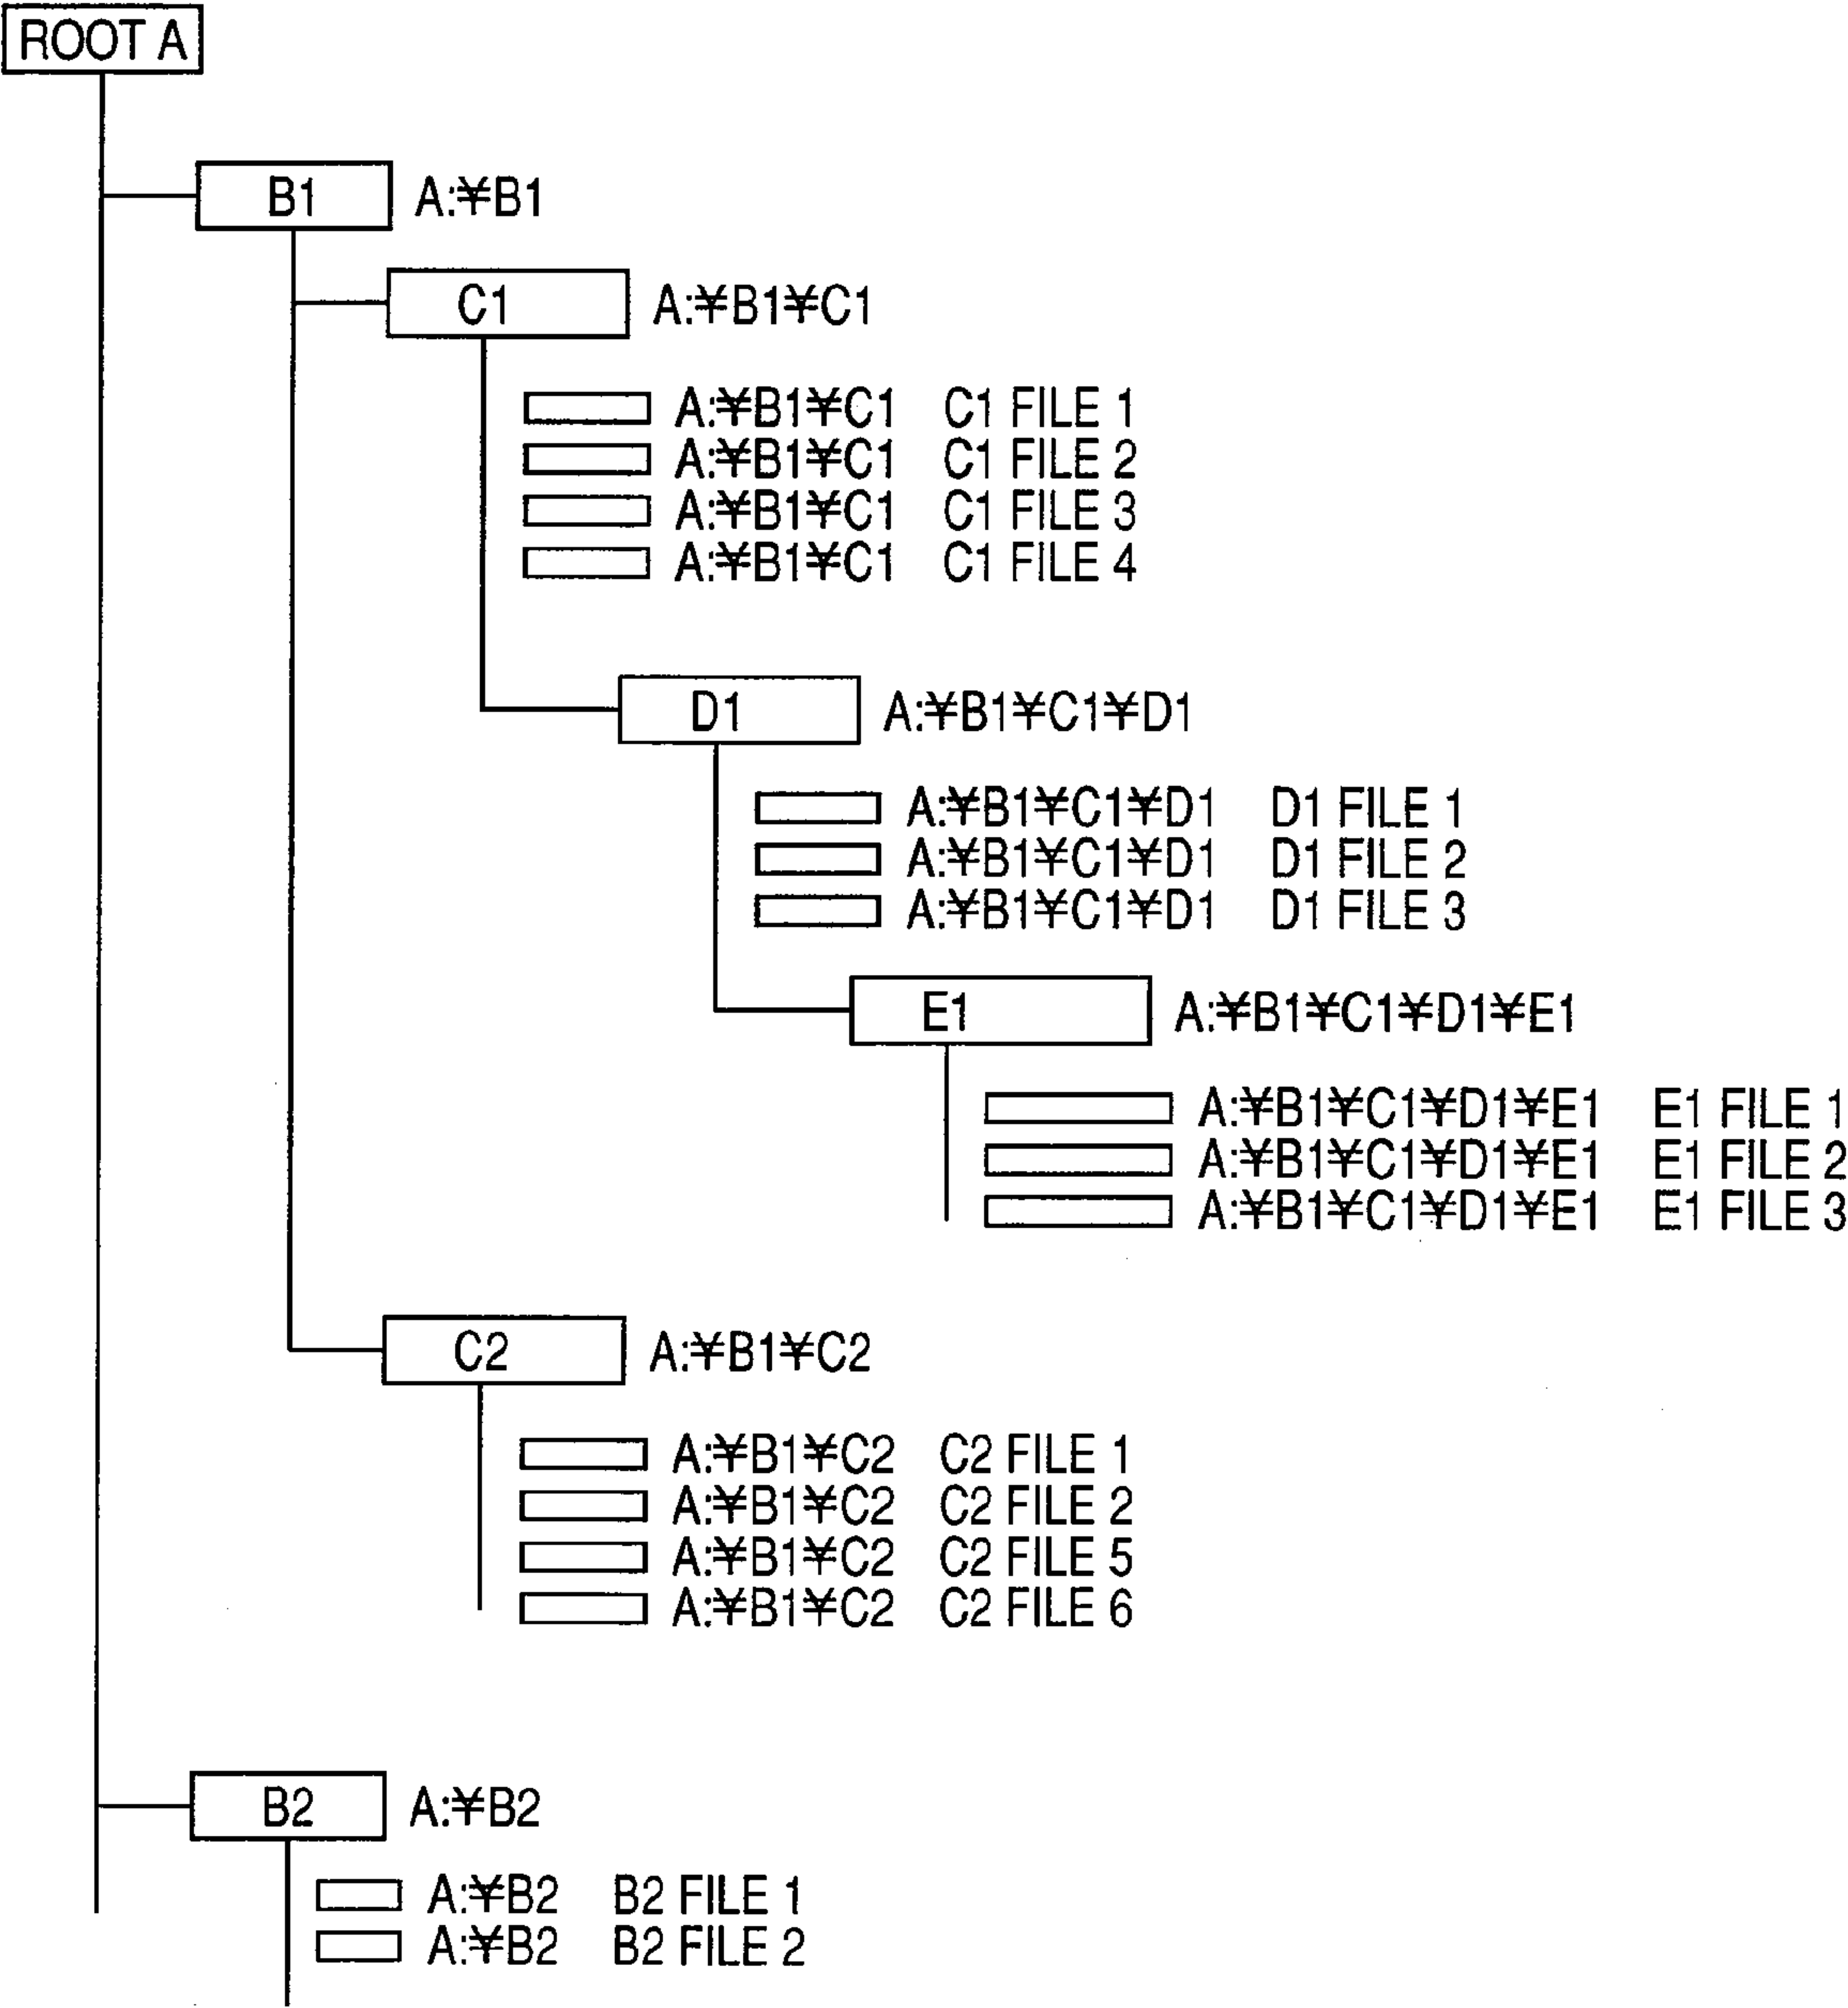 ROOT A
B1 A:¥B1
C1 A:¥B1¥C1
A:¥B1¥C1 C1 FILE 1
A:¥B1¥C1 C1 FILE 2
A:¥B1¥C1 C1 FILE 3
A:¥B1¥C1 C1 FILE 4
D1 A:¥B1¥C1¥D1
A:¥B1¥C1¥D1 D1 FILE 1
A:¥B1¥C1¥D1 D1 FILE 2
A:¥B1¥C1¥D1 D1 FILE 3
E1 A:¥B1¥C1¥D1¥E1
A:¥B1¥C1¥D1¥E1 E1 FILE 1
A:¥B1¥C1¥D1¥E1 E1 FILE 2
A:¥B1¥C1¥D1¥E1 E1 FILE 3
C2 A:¥B1¥C2
A:¥B1¥C2 C2 FILE 1
A:¥B1¥C2 C2 FILE 2
A:¥B1¥C2 C2 FILE 5
A:¥B1¥C2 C2 FILE 6
B2 A:¥B2
A:¥B2 B2 FILE 1
A:¥B2 B2 FILE 2